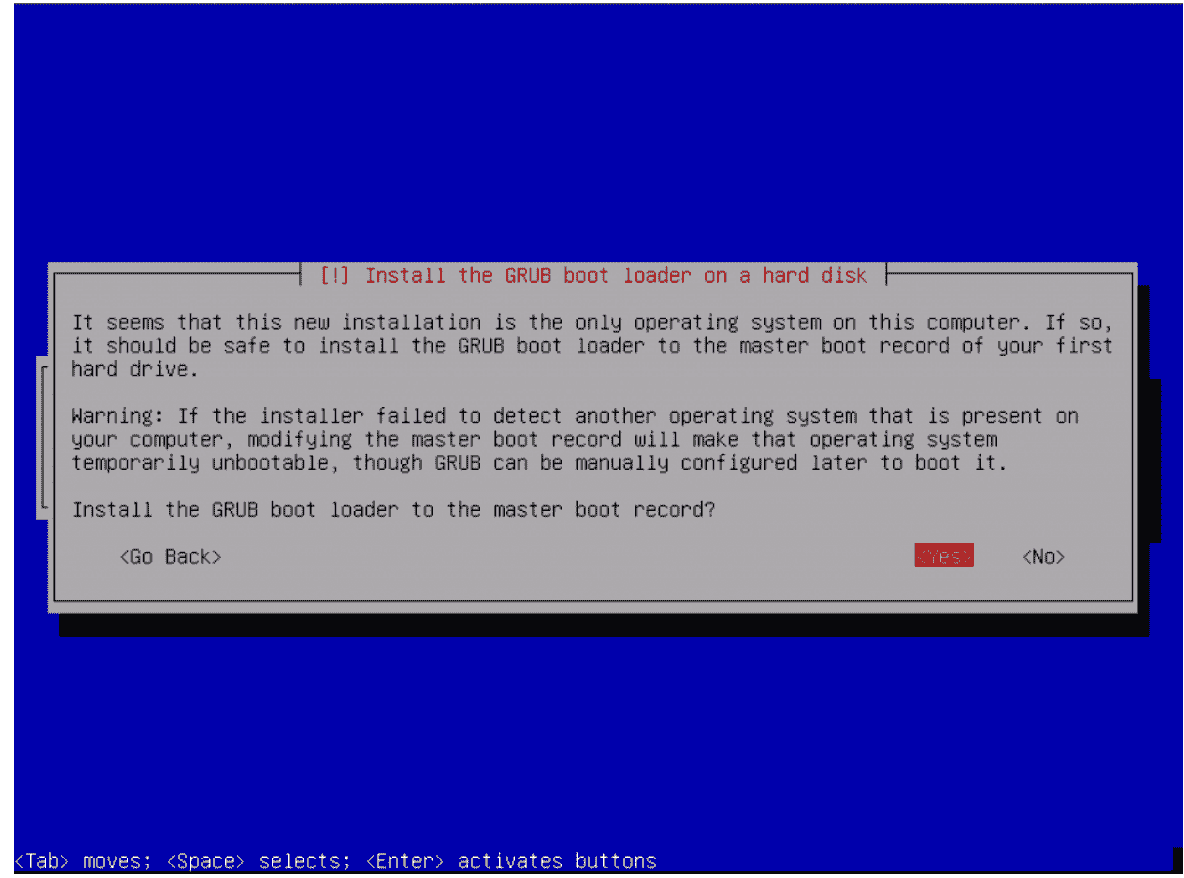 [!] Install the GRUB boot loader on a hard disk
It seems that this new installation is the only operating system on this computer. If so,
it should be safe to install the GRUB boot loader to the master boot record of your first
hard drive.
Warning: If the installer failed to detect another operating system that is present on
your computer, modifying the master boot record will make that operating system
temporarily unbootable, though GRUB can be manually configured later to boot it.
Install the GRUB boot loader to the master boot record?
<Go Back> <Yes> <No>
<Tab> moves; <Space> selects; <Enter> activates buttons